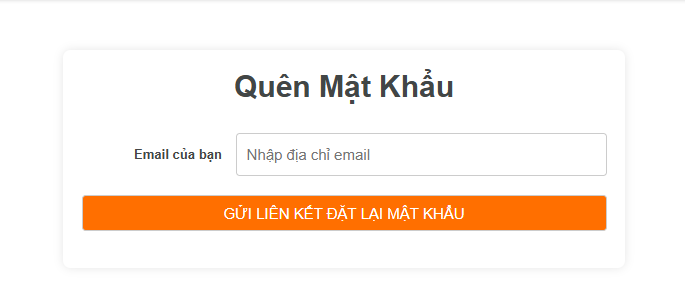 Quên Mật Khẩu
Email của bạn
Nhập địa chỉ email
GỬI LIÊN KẾT ĐẶT LẠI MẬT KHẨU